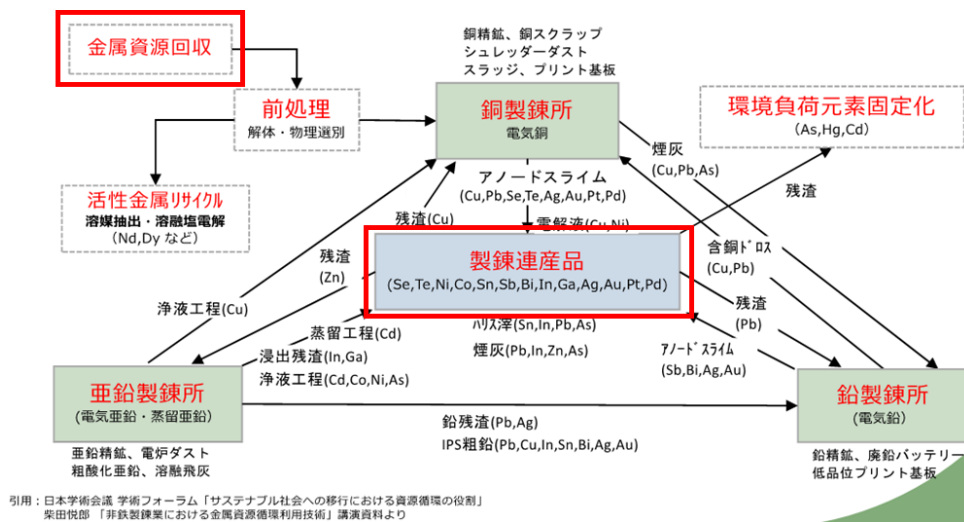 金属資源回収
銅精鉱、銅スクラップ
シュレッダーダスト
スラッジ、プリント基板
前処理
解体・物理選別
銅製錬所
電気銅
環境負荷元素固定化
(As,Hg,Cd)
煙灰
(Cu,Pb,As)
アノードスライム
(Cu,Pb,Se,Te,Ag,Au,Pt,Pd)
残渣
活性金属リサイクル
溶媒抽出・溶融塩電解
(Nd,Dy など)
残渣(Cu)
電解液(Cu,Ni)
製錬連産品
(Se,Te,Ni,Co,Sn,Sb,Bi,In,Ga,Ag,Au,Pt,Pd)
含銅ドロス
(Cu,Pb)
残渣
(Zn)
残渣
(Pb)
浄液工程(Cu)
蒸留工程(Cd)
浸出残渣(In,Ga)
浄液工程(Cd,Co,Ni,As)
ハリス滓(Sn,In,Pb,As)
煙灰(Pb,In,Zn,As)
アノードスライム
(Sb,Bi,Ag,Au)
亜鉛製錬所
(電気亜鉛・蒸留亜鉛)
鉛製錬所
(電気鉛)
鉛残渣(Pb,Ag)
IPS粗鉛(Pb,Cu,In,Sn,Bi,Ag,Au)
亜鉛精鉱、電炉ダスト
粗酸化亜鉛、溶融飛灰
鉛精鉱、廃鉛バッテリー
低品位プリント基板
引用：日本学術会議 学術フォーラム「サステナブル社会への移行における資源循環の役割」
柴田悦郎 「非鉄製錬業における金属資源循環利用技術」講演資料より